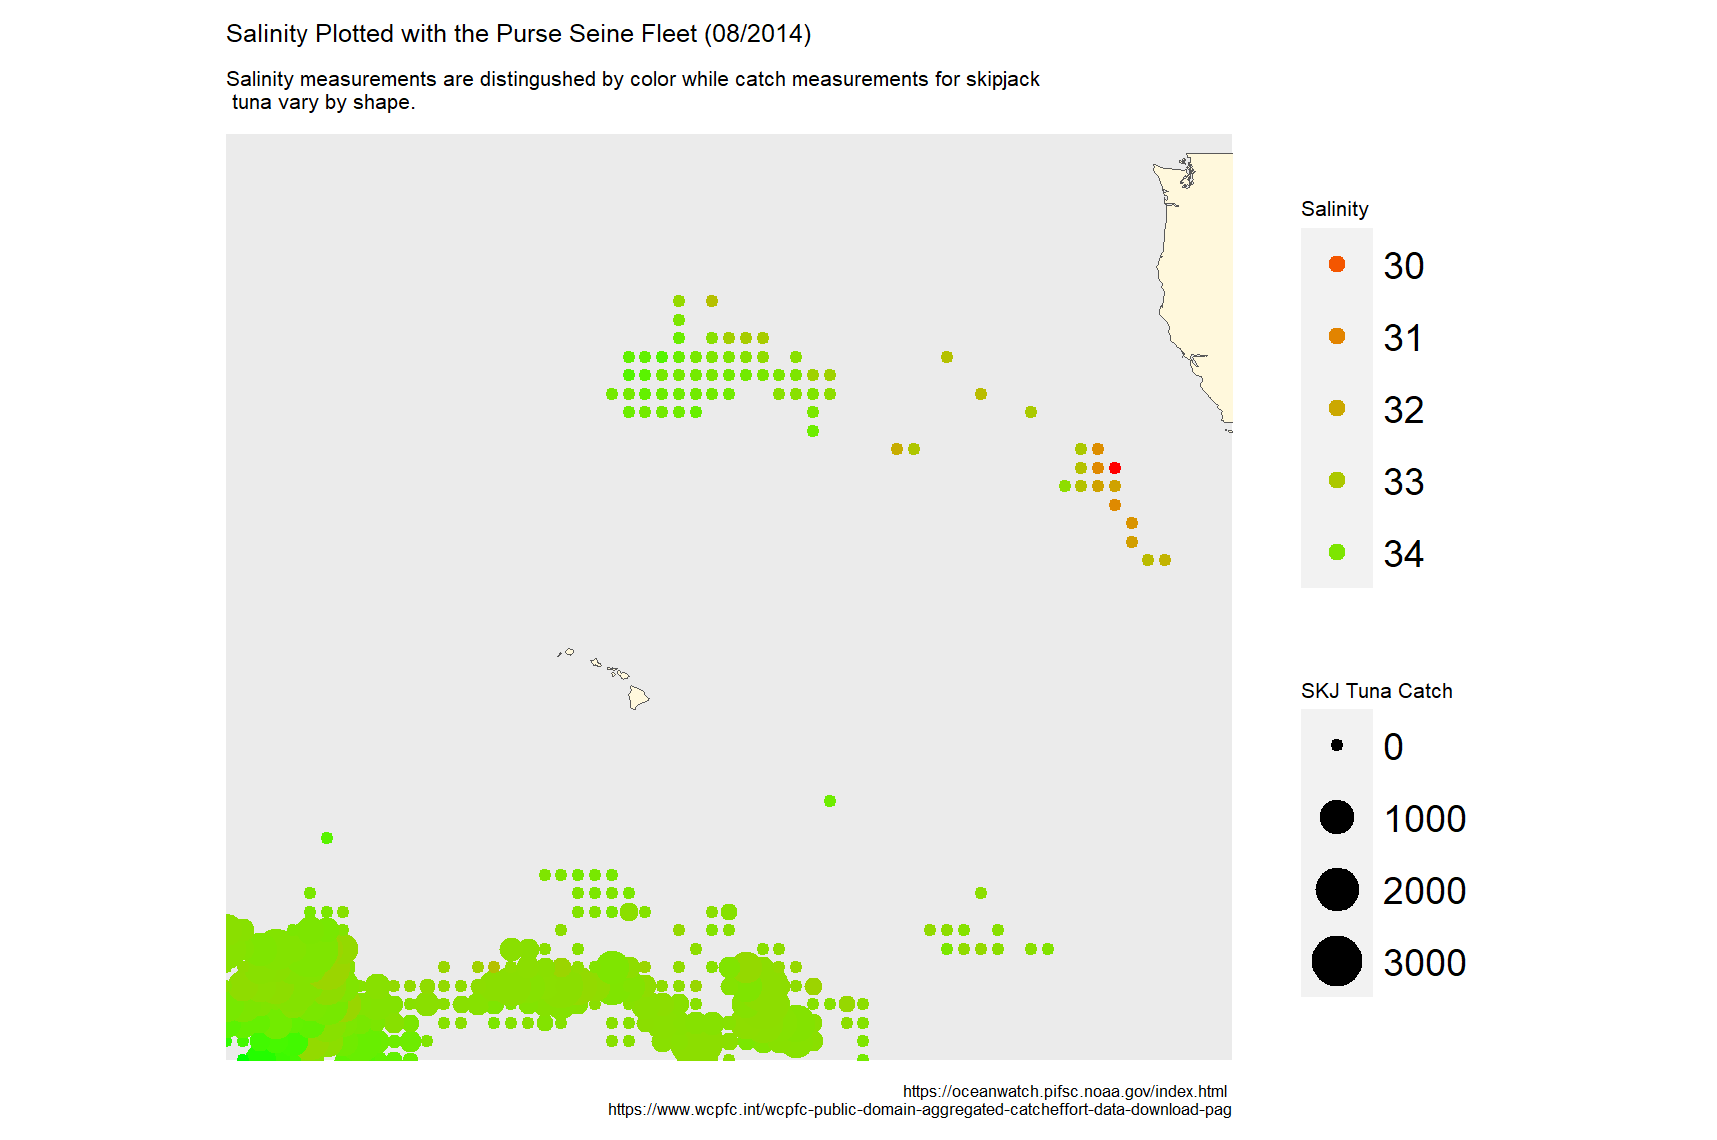 Salinity Plotted with the Purse Seine Fleet (08/2014)
Salinity measurements are distingushed by color while catch measurements for skipjack
tuna vary by shape.
Salinity
30
31
32
33
34
SKJ Tuna Catch
0
1000
2000
3000
https://oceanwatch.pifsc.noaa.gov/index.html
https://www.wcpfc.int/wcpfc-public-domain-aggregated-catcheffort-data-download-pag